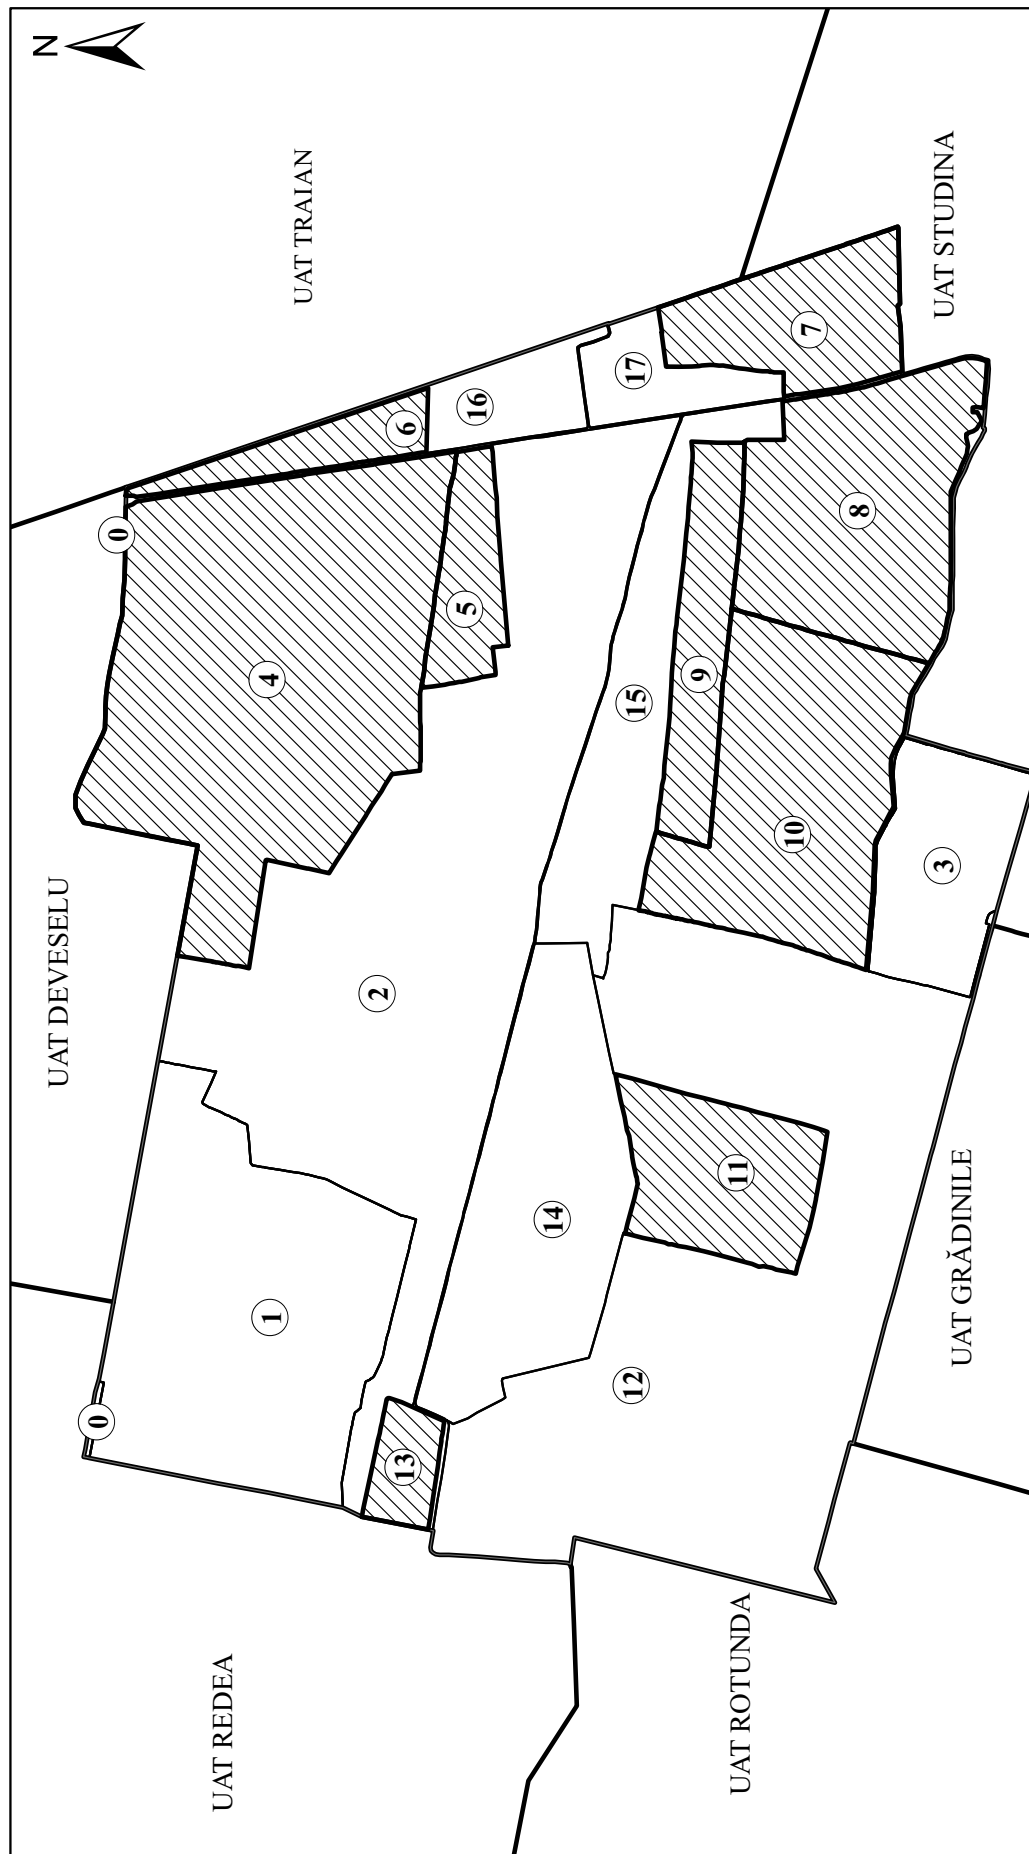 N
UAT DEVESELU
0
0
UAT REDEA
1
4
UAT TRAIAN
2
13
6
5
16
14
12
15
17
9
UAT ROTUNDA
11
10
7
8
3
UAT STUDINA
UAT GRĂDINILE